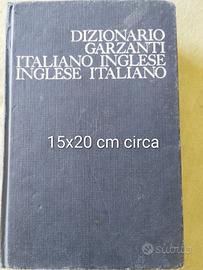 DIZIONARIO
GARZANTI
ITALIANO INGLESE
INGLESE ITALIANO
15x20 cm circa
subito